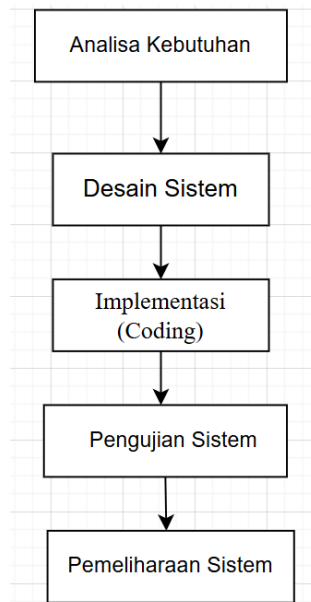 Analisa Kebutuhan
Desain Sistem
Implementasi
(Coding)
Pengujian Sistem
Pemeliharaan Sistem